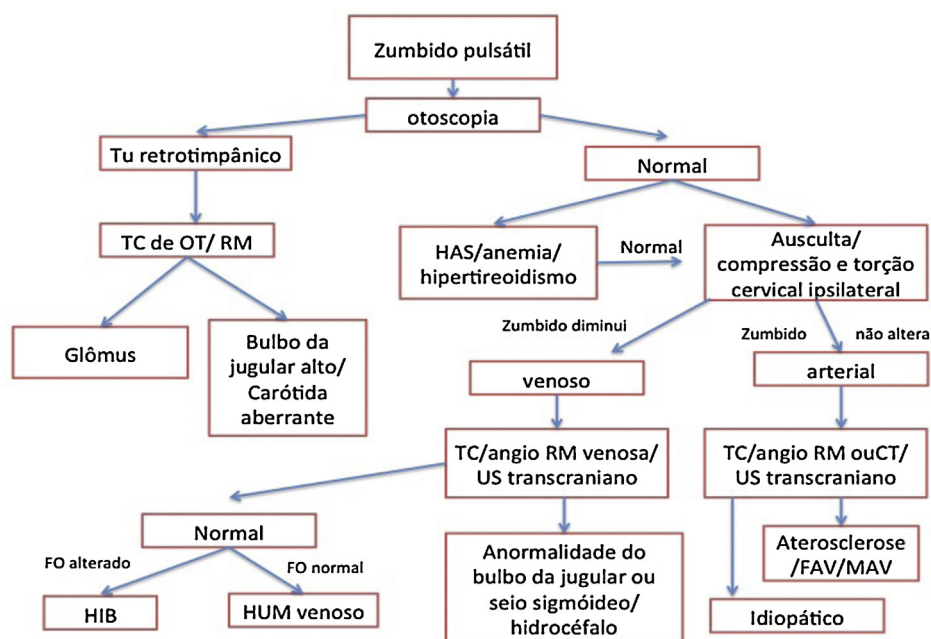 Zumbido pulsátil
otoscopia
Tu retrotimpânico
Normal
TC de OT/ RM
HAS/anemia/
hipertireoidismo
Normal
Ausculta/
compressão e torção
cervical ipsilateral
Glômus
Bulbo da
jugular alto/
Carótida
aberrante
Zumbido diminui
Zumbido não altera
venoso
arterial
TC/angio RM venosa/
US transcraniano
TC/angio RM ouCT/
US transcraniano
Normal
FO alterado
FO normal
HIB
HUM venoso
Anormalidade do
bulbo da jugular ou
seio sigmóideo/
hidrocéfalo
Aterosclerose
/FAV/MAV
Idiopático